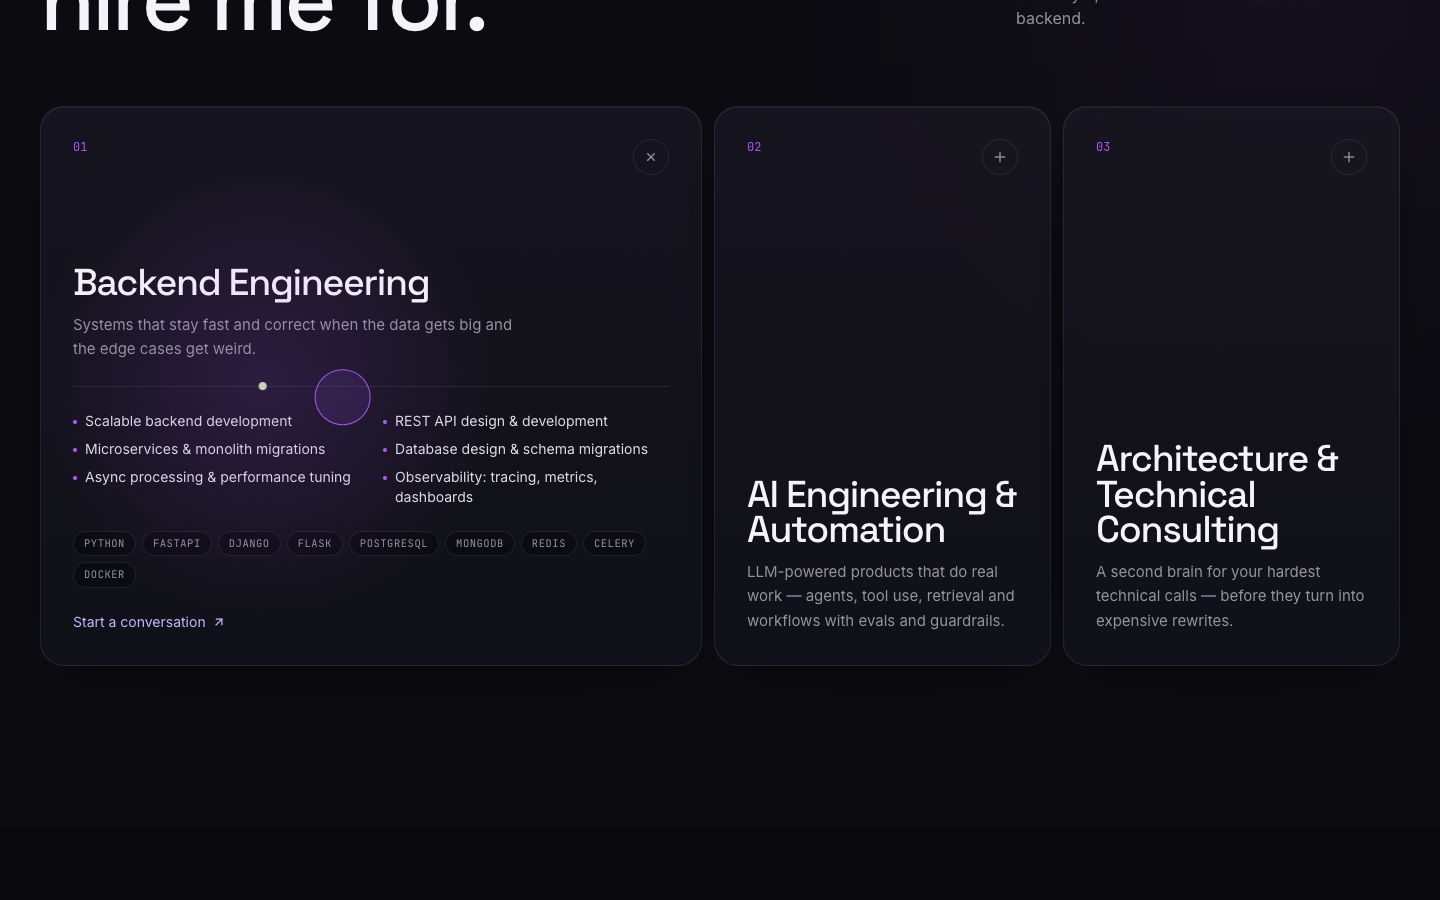 hire me for.
backend.
01
Backend Engineering
Systems that stay fast and correct when the data gets big and
the edge cases get weird.
Scalable backend development
Microservices & monolith migrations
Async processing & performance tuning
REST API design & development
Database design & schema migrations
Observability: tracing, metrics,
dashboards
PYTHON FASTAPI DJANGO FLASK POSTGRESQL MONGODB REDIS CELERY
DOCKER
Start a conversation
02
AI Engineering &
Automation
LLM-powered products that do real
work — agents, tool use, retrieval and
workflows with evals and guardrails.
03
Architecture &
Technical
Consulting
A second brain for your hardest
technical calls — before they turn into
expensive rewrites.